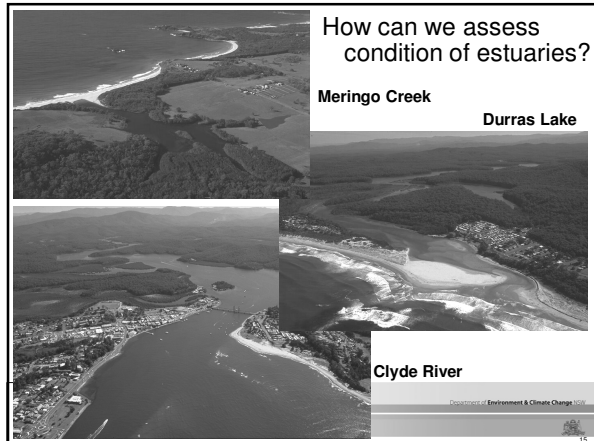 How can we assess
condition of estuaries?
Meringo Creek
Durras Lake
Clyde River
Department of Environment & Climate Change NSW
15